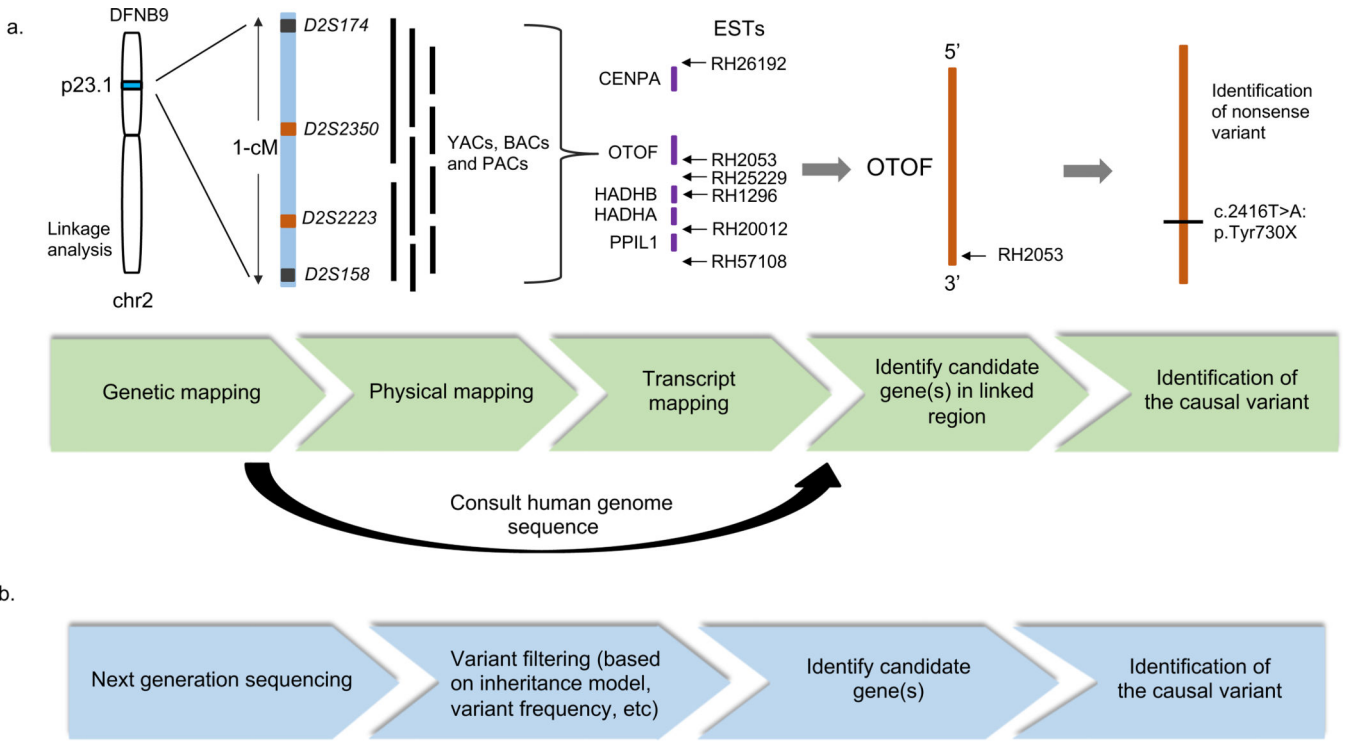 a.
DFNB9
p23.1
Linkage
analysis
chr2
1-cM
D2S174
D2S2350
D2S2223
D2S158
YACs, BACs
and PACs
ESTs
CENPA
OTOF
HADHB
HADHA
PPIL1
RH26192
RH2053
RH25229
RH1296
RH20012
RH57108
5’
OTOF
RH2053
3’
Identification
of nonsense
variant
c.2416T>A:
p.Tyr730X
Genetic mapping
Physical mapping
Transcript
mapping
Identify candidate
gene(s) in linked
region
Identification of
the causal variant
Consult human genome
sequence
b.
Next generation sequencing
Variant filtering (based
on inheritance model,
variant frequency, etc)
Identify candidate
gene(s)
Identification of
the causal variant